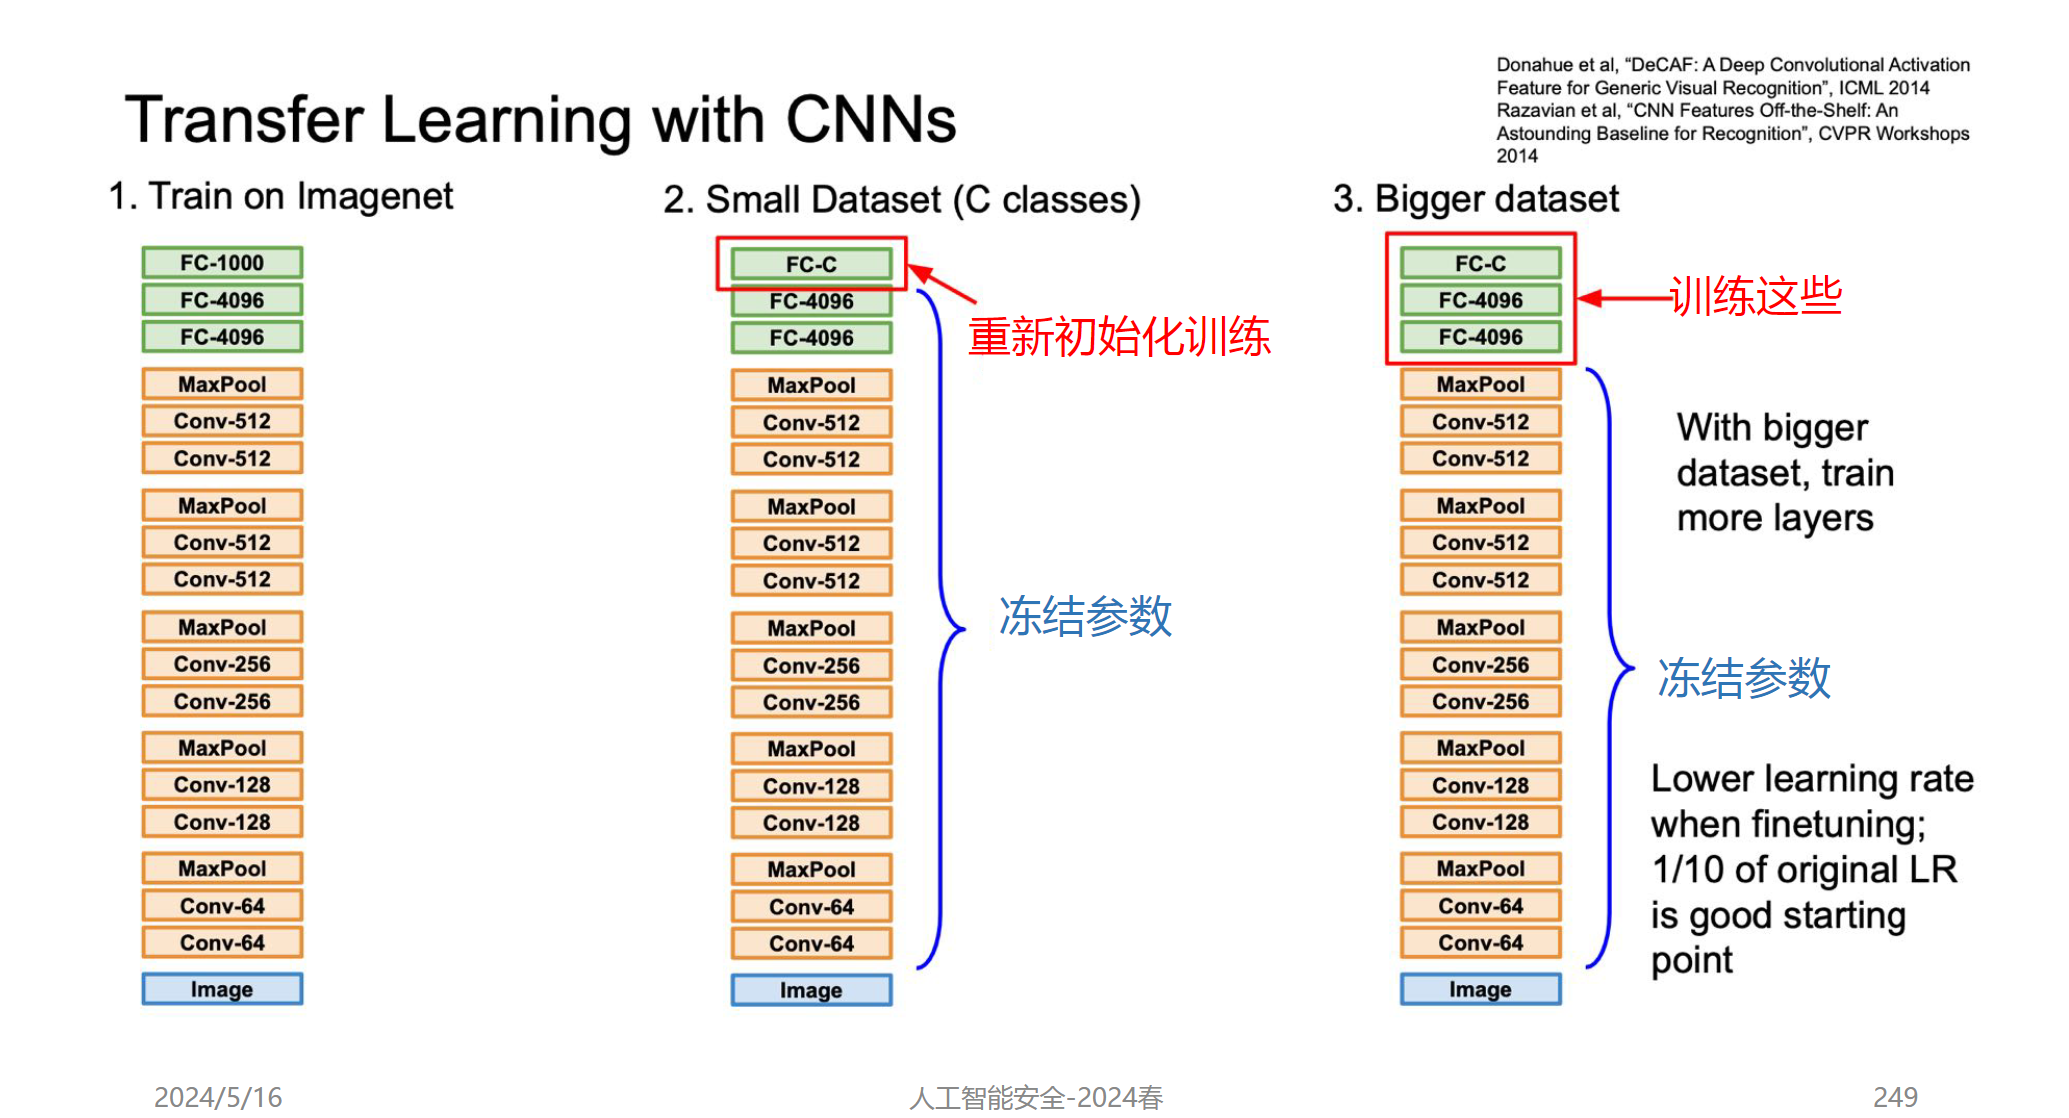 Donahue et al, “DeCAF: A Deep Convolutional Activation
Feature for Generic Visual Recognition”, ICML 2014
Razavian et al, “CNN Features Off-the-Shelf: An
Astounding Baseline for Recognition”, CVPR Workshops
2014
Transfer Learning with CNNs
1. Train on Imagenet
FC-1000
FC-4096
FC-4096
MaxPool
Conv-512
Conv-512
MaxPool
Conv-512
Conv-512
MaxPool
Conv-256
Conv-256
MaxPool
Conv-128
Conv-128
MaxPool
Conv-64
Conv-64
Image
2. Small Dataset (C classes)
FC-C
FC-4096
FC-4096
MaxPool
Conv-512
Conv-512
MaxPool
Conv-512
Conv-512
MaxPool
Conv-256
Conv-256
MaxPool
Conv-128
Conv-128
MaxPool
Conv-64
Conv-64
Image
重新初始化训练
冻结参数
3. Bigger dataset
FC-C
FC-4096
FC-4096
MaxPool
Conv-512
Conv-512
MaxPool
Conv-512
Conv-512
MaxPool
Conv-256
Conv-256
MaxPool
Conv-128
Conv-128
MaxPool
Conv-64
Conv-64
Image
训练这些
With bigger
dataset, train
more layers
冻结参数
Lower learning rate
when finetuning;
1/10 of original LR
is good starting
point
2024/5/16
人工智能安全-2024春
249